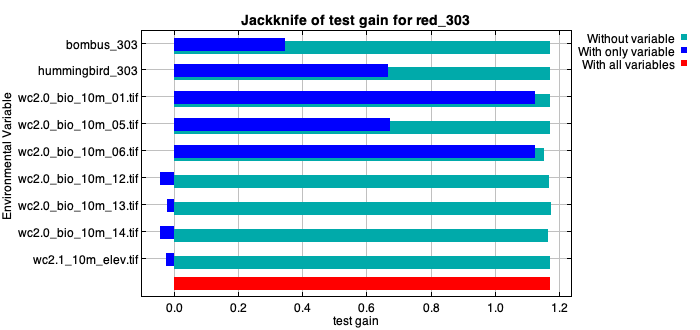 Jackknife of test gain for red_303
Without variable
With only variable
With all variables
Environmental Variable
bombus_303
hummingbird_303
wc2.0_bio_10m_01.tif
wc2.0_bio_10m_05.tif
wc2.0_bio_10m_06.tif
wc2.0_bio_10m_12.tif
wc2.0_bio_10m_13.tif
wc2.0_bio_10m_14.tif
wc2.1_10m_elev.tif
0.0 0.2 0.4 0.6 0.8 1.0 1.2
test gain